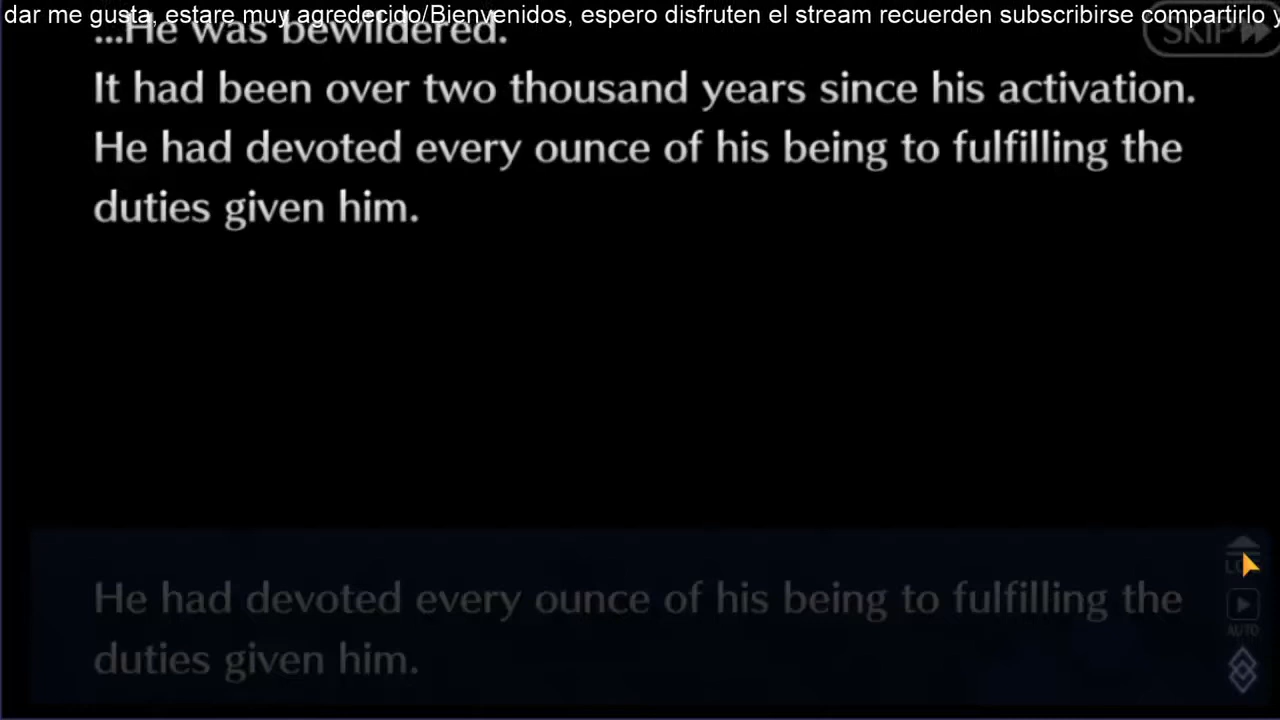 dar me gusta, estare muy agredecido/Bienvenidos, espero disfruten el stream recuerden subscribirse compartirlo y
...He was bewildered.
SKIP
It had been over two thousand years since his activation.
He had devoted every ounce of his being to fulfilling the
duties given him.
He had devoted every ounce of his being to fulfilling the
duties given him.
LOG
AUTO